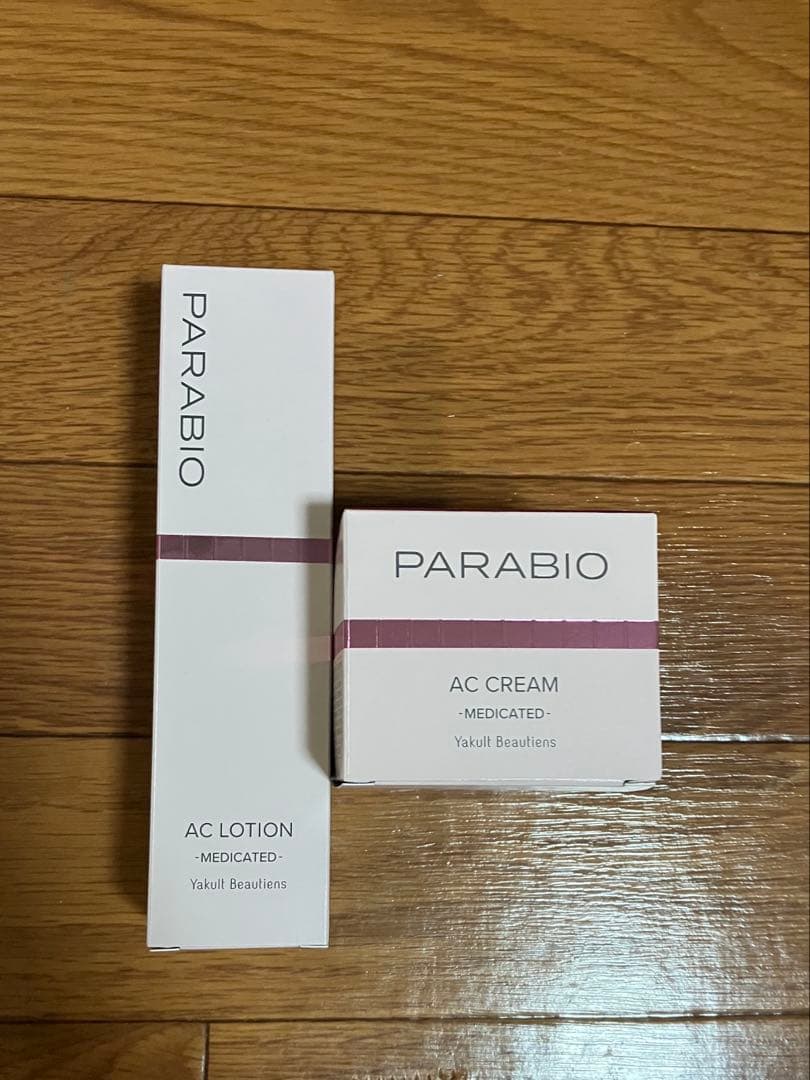 PARABIO
AC LOTION
-MEDICATED-
Yakult Beautiens
PARABIO
AC CREAM
-MEDICATED-
Yakult Beautiens